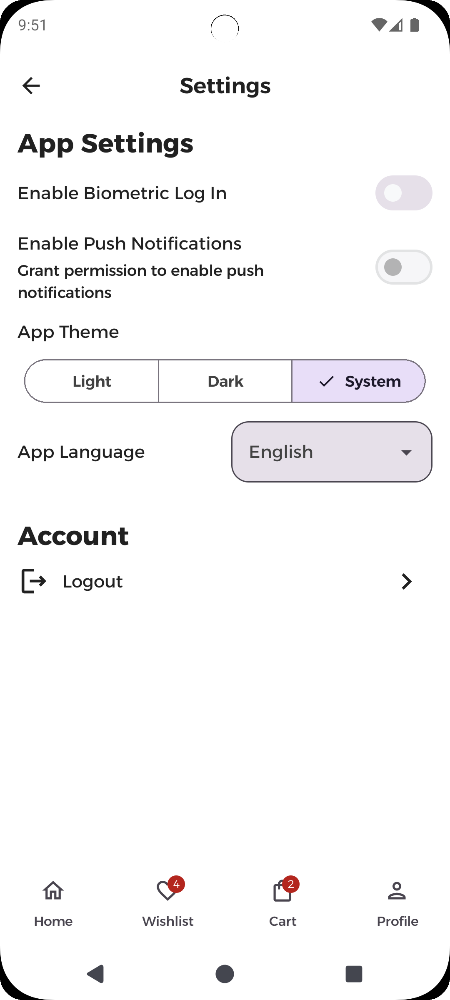 9:51
Settings
App Settings
Enable Biometric Log In
Enable Push Notifications
Grant permission to enable push
notifications
App Theme
Light
Dark
System
App Language
English
Account
Logout
4
2
Home
Wishlist
Cart
Profile